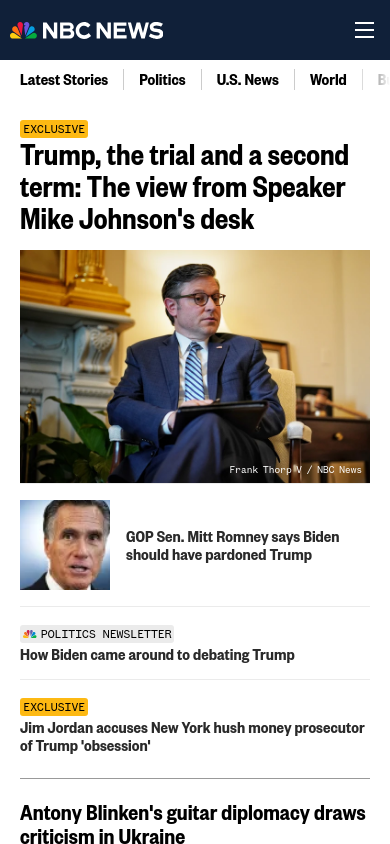 NBC NEWS
Latest Stories
Politics
U.S. News
World
EXCLUSIVE
Trump, the trial and a second
term: The view from Speaker
Mike Johnson's desk
Frank Thorp V / NBC News
GOP Sen. Mitt Romney says Biden
should have pardoned Trump
POLITICS NEWSLETTER
How Biden came around to debating Trump
EXCLUSIVE
Jim Jordan accuses New York hush money prosecutor
of Trump 'obsession'
Antony Blinken's guitar diplomacy draws
criticism in Ukraine